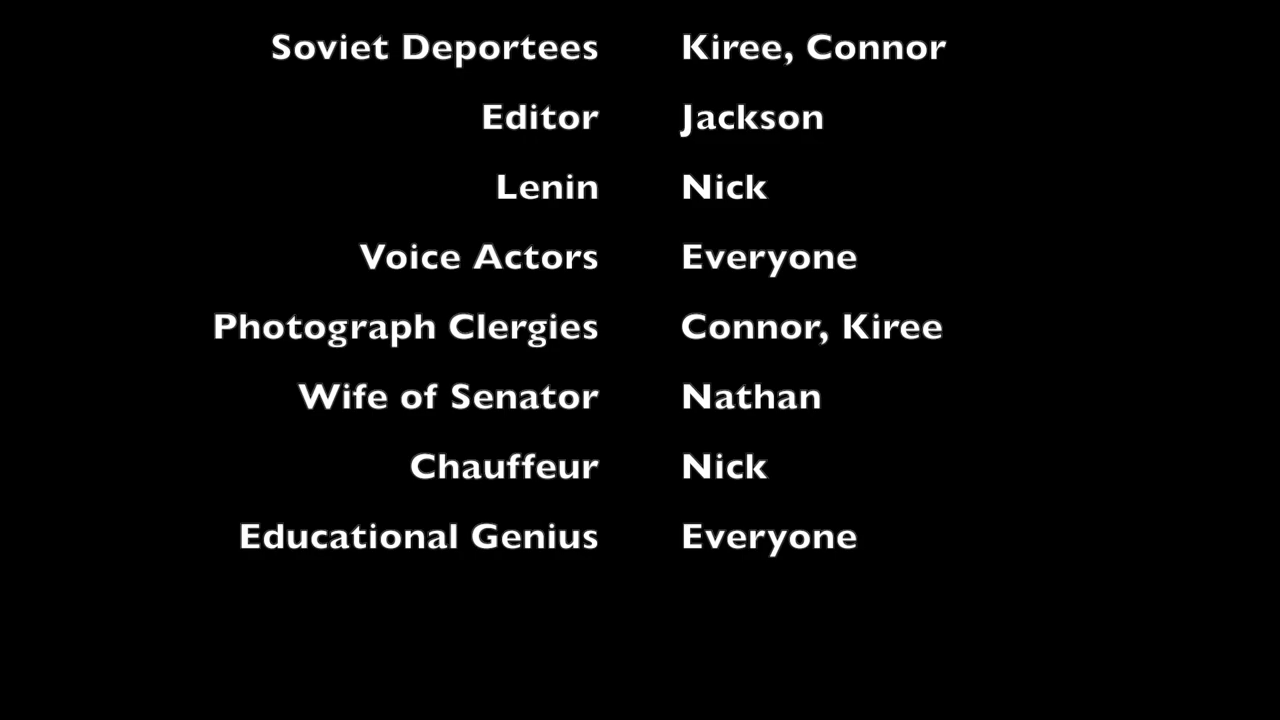 Soviet Deportees Kiree, Connor
Editor Jackson
Lenin Nick
Voice Actors Everyone
Photograph Clergies Connor, Kiree
Wife of Senator Nathan
Chauffeur Nick
Educational Genius Everyone